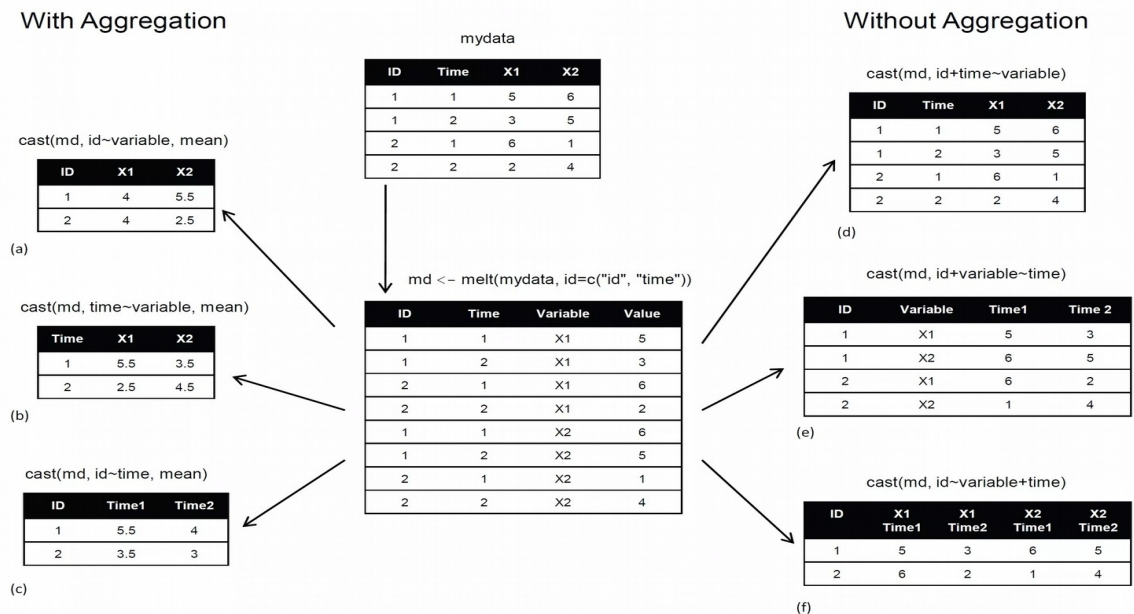 With Aggregation
Without Aggregation
mydata
ID Time X1 X2
1 1 5 6
1 2 3 5
2 1 6 1
2 2 2 4
cast(md, id~variable, mean)
ID X1 X2
1 4 5.5
2 4 2.5
(a)
cast(md, time~variable, mean)
Time X1 X2
1 5.5 3.5
2 2.5 4.5
(b)
cast(md, id~time, mean)
ID Time1 Time2
1 5.5 4
2 3.5 3
(c)
md <- melt(mydata, id=c("id", "time"))
ID Time Variable Value
1 1 X1 5
1 2 X1 3
2 1 X1 6
2 2 X1 2
1 1 X2 6
1 2 X2 5
2 1 X2 1
2 2 X2 4
cast(md, id+time~variable)
ID Time X1 X2
1 1 5 6
1 2 3 5
2 1 6 1
2 2 2 4
(d)
cast(md, id+variable~time)
ID Variable Time1 Time 2
1 X1 5 3
1 X2 6 5
2 X1 6 2
2 X2 1 4
(e)
cast(md, id~variable+time)
ID X1 X1 X2 X2
Time1 Time2 Time1 Time2
1 5 3 6 5
2 6 2 1 4
(f)